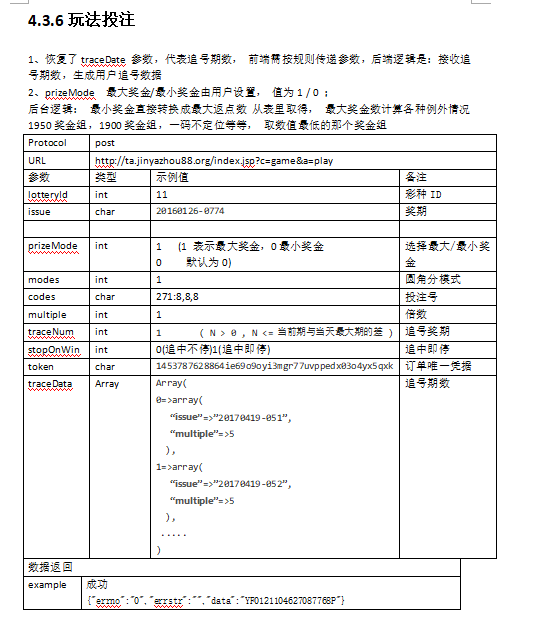 4.3.6 玩法投注
1、恢复了 traceDate 参数，代表追号期数， 前端需按规则传递参数，后端逻辑是：接收追
号期数，生成用户追号数据
2、prizeMode 最大奖金/最小奖金由用户设置， 值为 1 / 0 ；
后台逻辑： 最小奖金直接转换成最大返点数 从表里取得， 最大奖金数计算各种例外情况
1950 奖金组，1900 奖金组，一码不定位等等， 取数值最低的那个奖金组
Protocol post
URL http://ta.jinyazhou88.org/index.jsp?c=game&a=play
参数 类型 示例值 备注
lotteryId int 11 彩种 ID
issue char 20160126-0774 奖期
prizeMode int 1 (1 表示最大奖金，0 最小奖金 选择最大/最小奖
0 默认为 0) 金
modes int 1 圆角分模式
codes char 271:8,8,8 投注号
multiple int 1 倍数
traceNum int 1 ( N > 0 , N <= 当前期与当天最大期的差 ) 追号奖期
stopOnWin int 0(追中不停)1(追中即停) 追中即停
token char 1453787628864ie69o9oyi3mgr77uvppedx03o4yx5qxk 订单唯一凭据
traceData Array Array( 追号期数
0=>array(
“issue”=>”20170419-051”,
“multiple”=>5
),
1=>array(
“issue”=>”20170419-052”,
“multiple”=>5
),
.....
)
数据返回
example 成功
{"errno":"0","errstr":"","data":"YF0121104627087768P"}